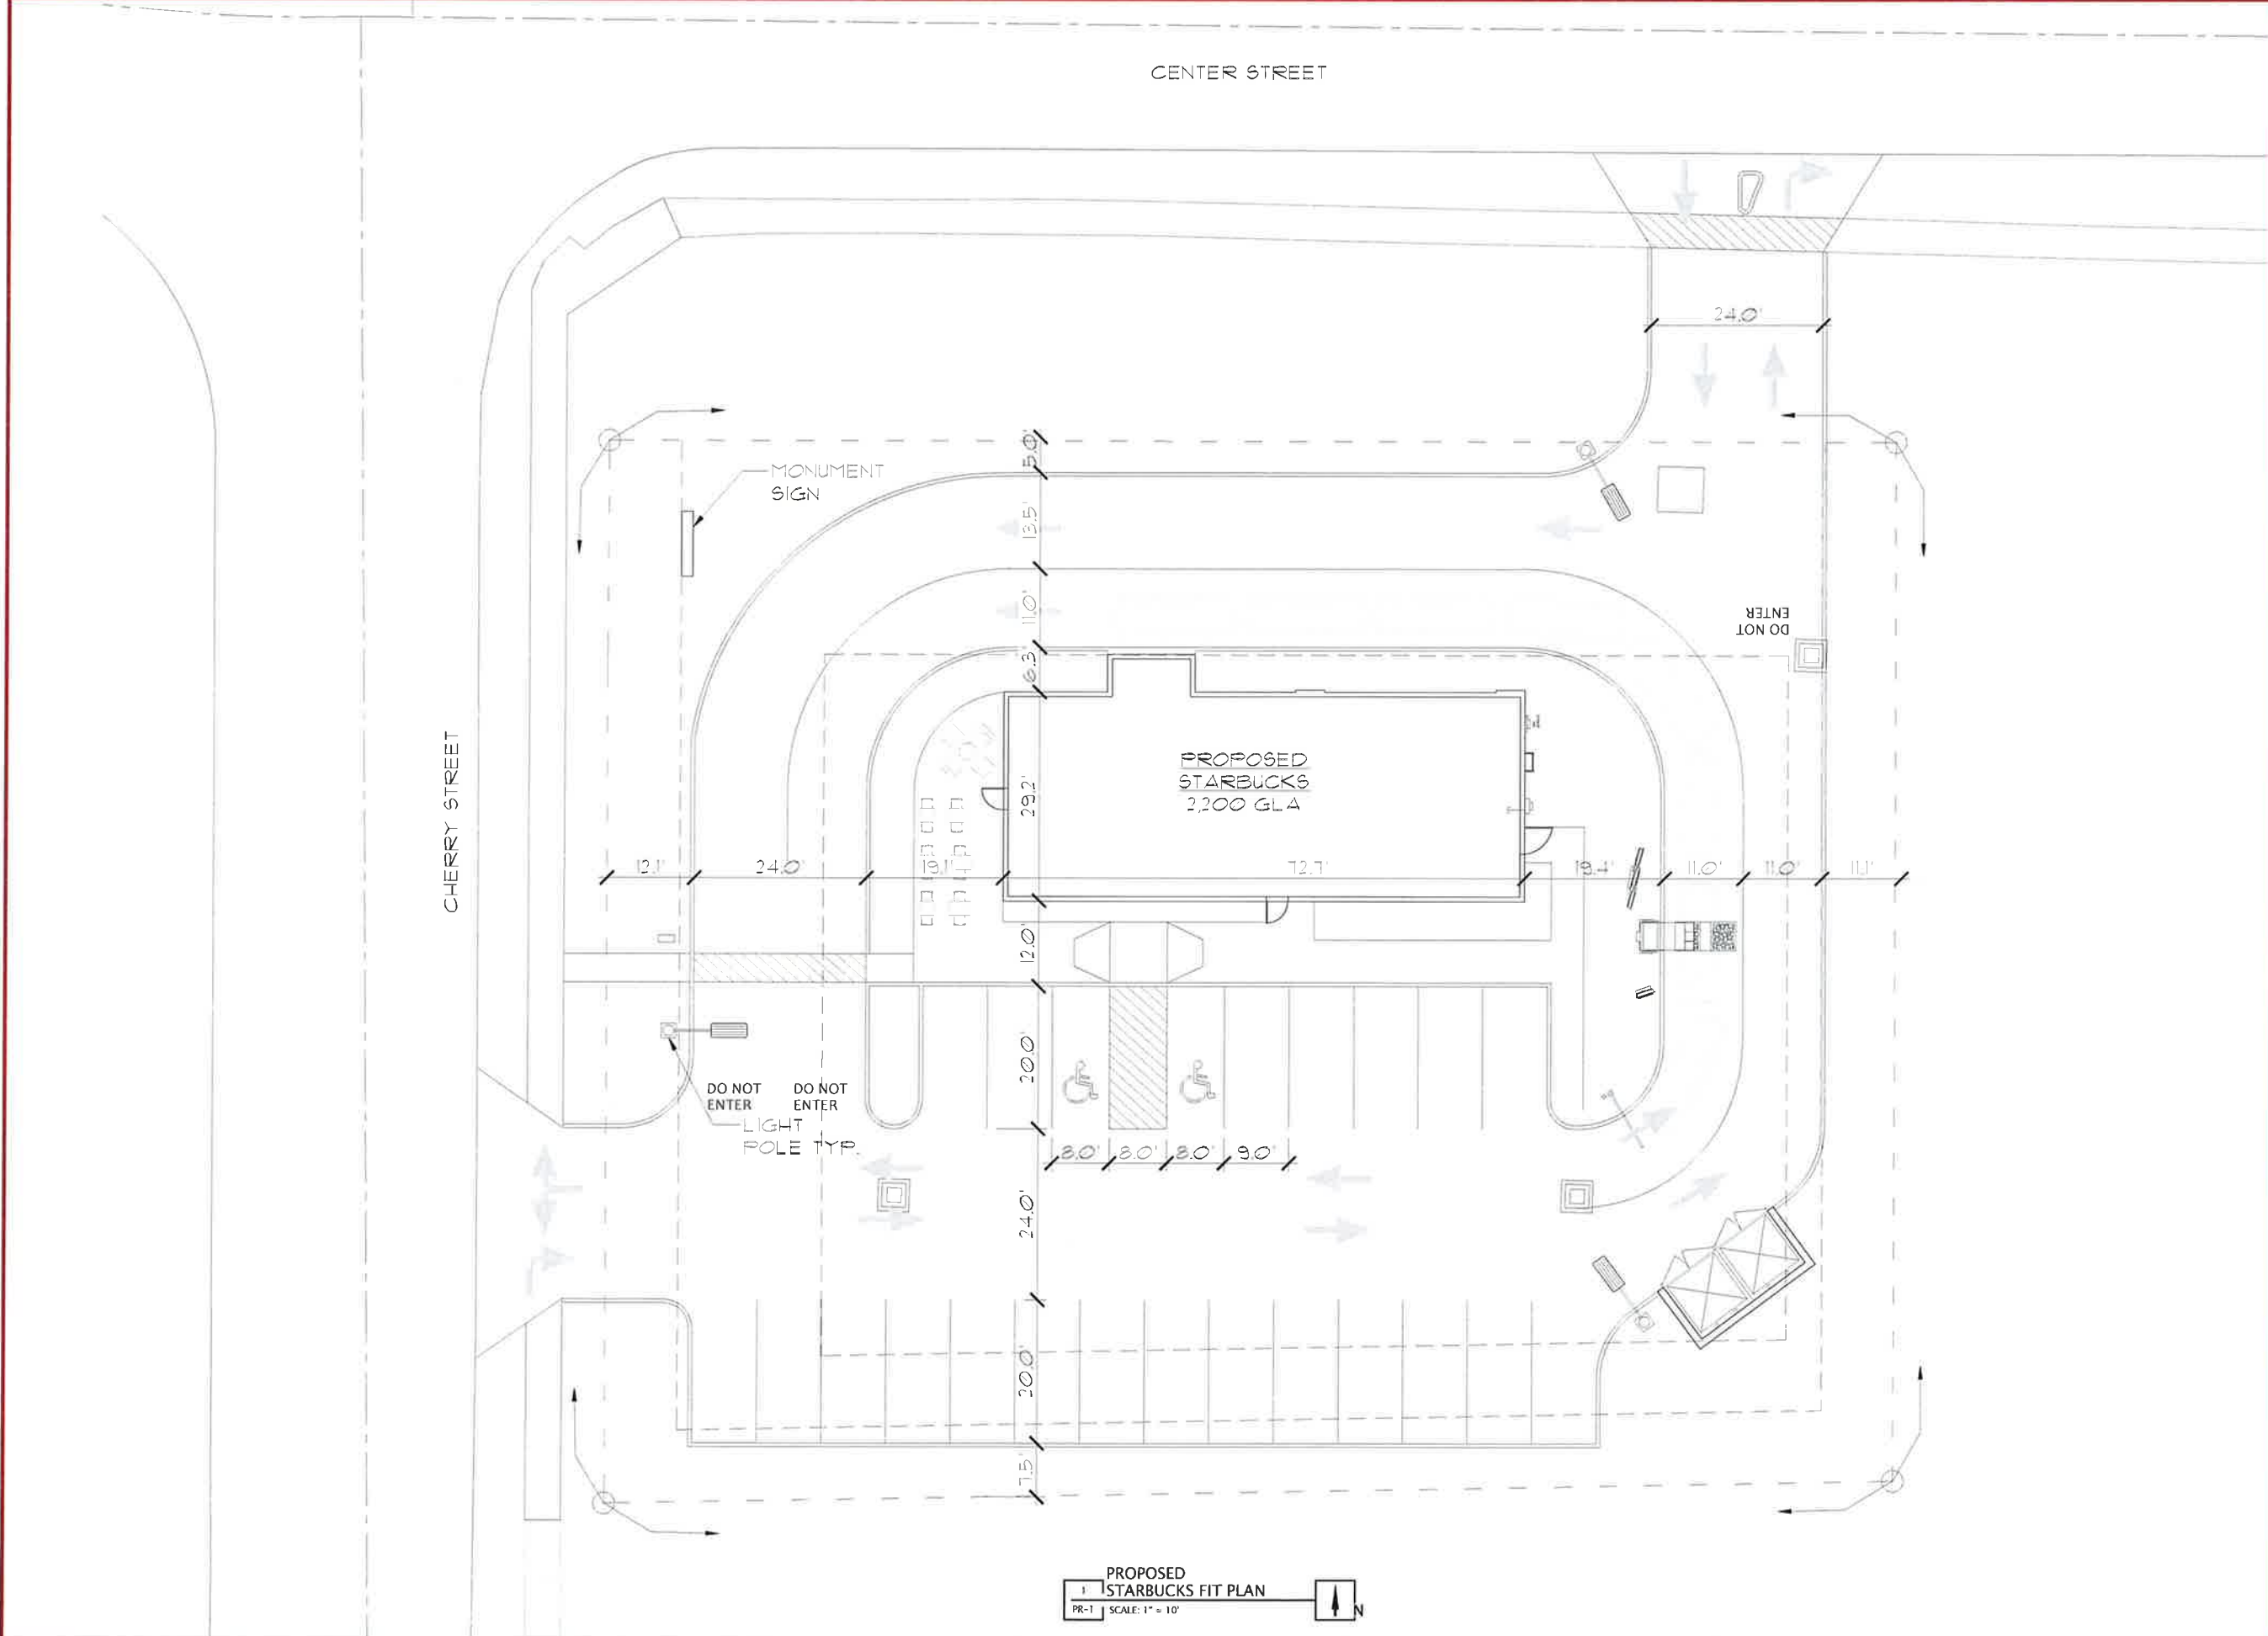 CENTER STREET
24.0'
5.0'
MONUMENT
SIGN
13.5'
11.0'
DO NOT
ENTER
6.3'
CHERRY STREET
PROPOSED
STARBUCKS
2,200 GLA
29.2'
12.1'
24.0'
19.1'
72.7'
19.4'
11.0'
11.0'
11.1'
12.0'
20.0'
DO NOT
ENTER
DO NOT
ENTER
LIGHT
POLE TYP.
8.0'
8.0'
8.0'
9.0'
24.0'
20.0'
7.5'
PROPOSED
1
STARBUCKS FIT PLAN
PR-1
SCALE: 1" = 10'
N